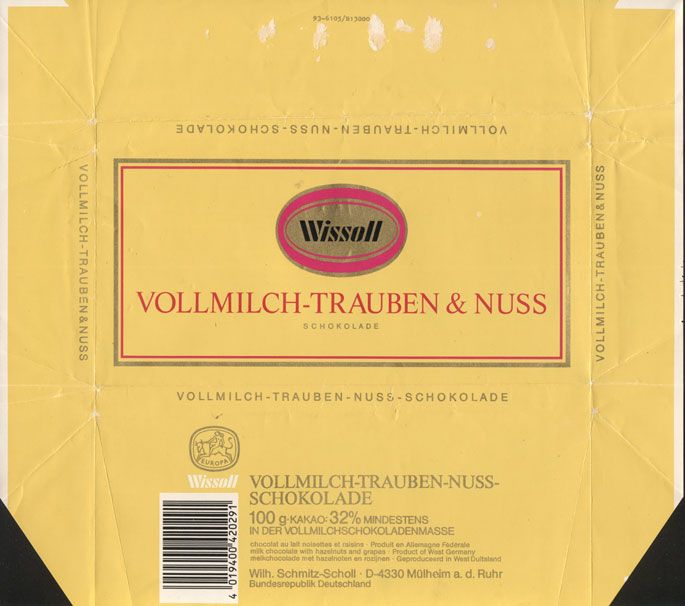 93-6105/813000
VOLLMILCH-TRAUBEN-NUSS-SCHOKOLADE
VOLLMILCH-TRAUBEN&NUSS
Wissoll
VOLLMILCH-TRAUBEN & NUSS
SCHOKOLADE
VOLLMILCH-TRAUBEN&NUSS
VOLLMILCH-TRAUBEN-NUSS-SCHOKOLADE
EUROPA
Wissoll
VOLLMILCH-TRAUBEN-NUSS-
SCHOKOLADE
100 g·KAKAO: 32% MINDESTENS
IN DER VOLLMILCHSCHOKOLADENMASSE
chocolat au lait noisettes et raisins · Produit en Allemagne Fédérale
milk chocolate with hazelnuts and grapes · Product of West Germany
melkchocolade met hazelnoten en rozijnen · Geproduceerd in West Duitsland
Wilh. Schmitz-Scholl · D-4330 Mülheim a. d. Ruhr
Bundesrepublik Deutschland
4 019400 420291